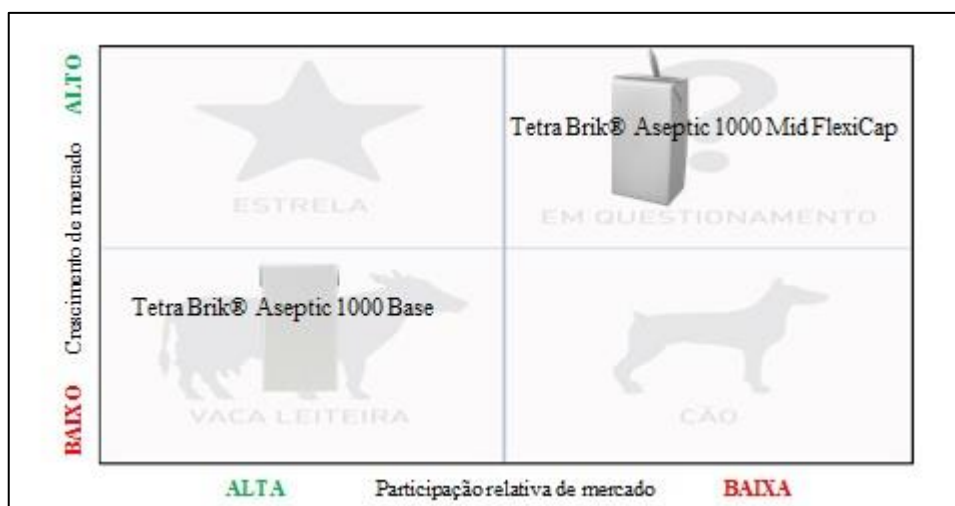 ALTO
Crescimento de mercado
BAIXO
ESTRELA
Tetra Brik® Aseptic 1000 Mid FlexiCap
EM QUESTIONAMENTO
Tetra Brik® Aseptic 1000 Base
VACA LEITEIRA
CÃO
ALTA
Participação relativa de mercado
BAIXA